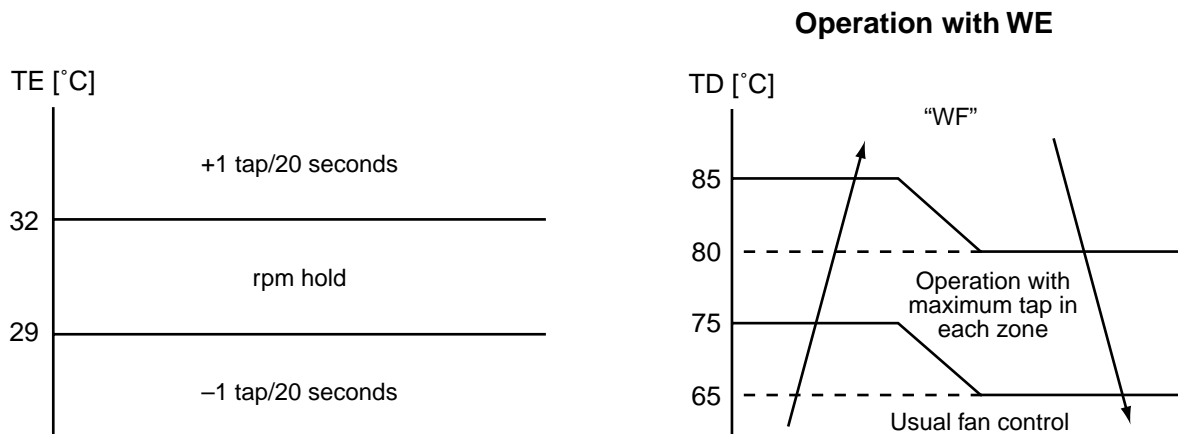 Operation with WE
TE [˚C]
+1 tap/20 seconds
32
rpm hold
29
–1 tap/20 seconds
TD [˚C]
“WF”
85
80
Operation with
maximum tap in
each zone
75
65
Usual fan control